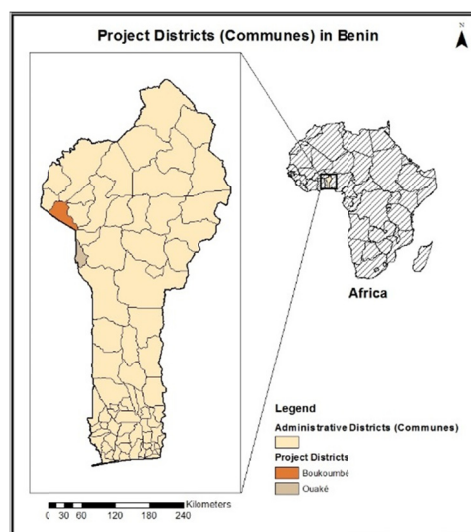 Project Districts (Communes) in Benin
N
Africa
Legend
Administrative Districts (Communes)
Project Districts
Boukoumbé
Ouaké
Kilometers
0 30 60 120 180 240